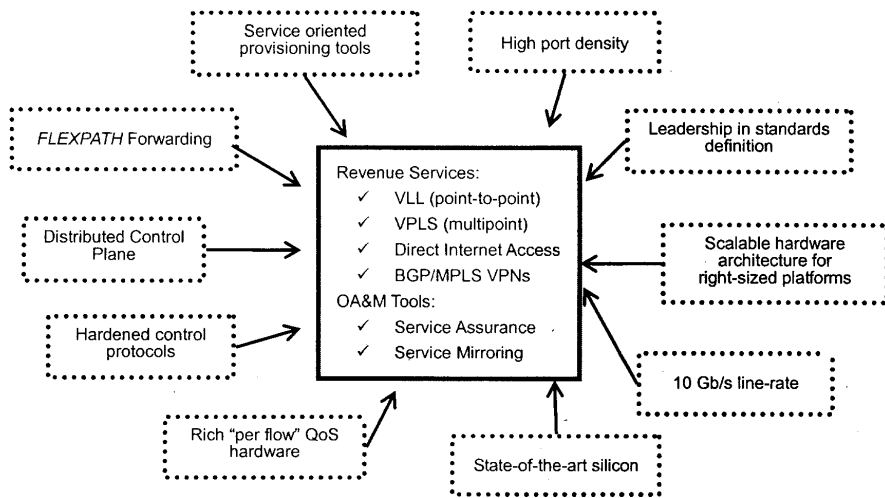 Service oriented
provisioning tools
High port density
FLEXPATH Forwarding
Leadership in standards
definition
Revenue Services:
✓ VLL (point-to-point)
✓ VPLS (multipoint)
✓ Direct Internet Access
✓ BGP/MPLS VPNs
OA&M Tools:
✓ Service Assurance
✓ Service Mirroring
Distributed Control
Plane
Scalable hardware
architecture for
right-sized platforms
Hardened control
protocols
10 Gb/s line-rate
Rich "per flow" QoS
hardware
State-of-the-art silicon